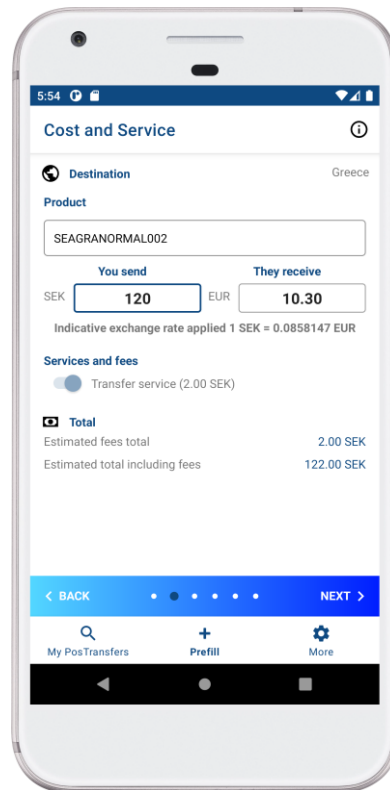 5:54
Cost and Service
Destination
Greece
Product
SEAGRANORMAL002
You send
They receive
SEK
120
EUR
10.30
Indicative exchange rate applied 1 SEK = 0.0858147 EUR
Services and fees
Transfer service (2.00 SEK)
Total
Estimated fees total
2.00 SEK
Estimated total including fees
122.00 SEK
BACK
NEXT
My PosTransfers
Prefill
More